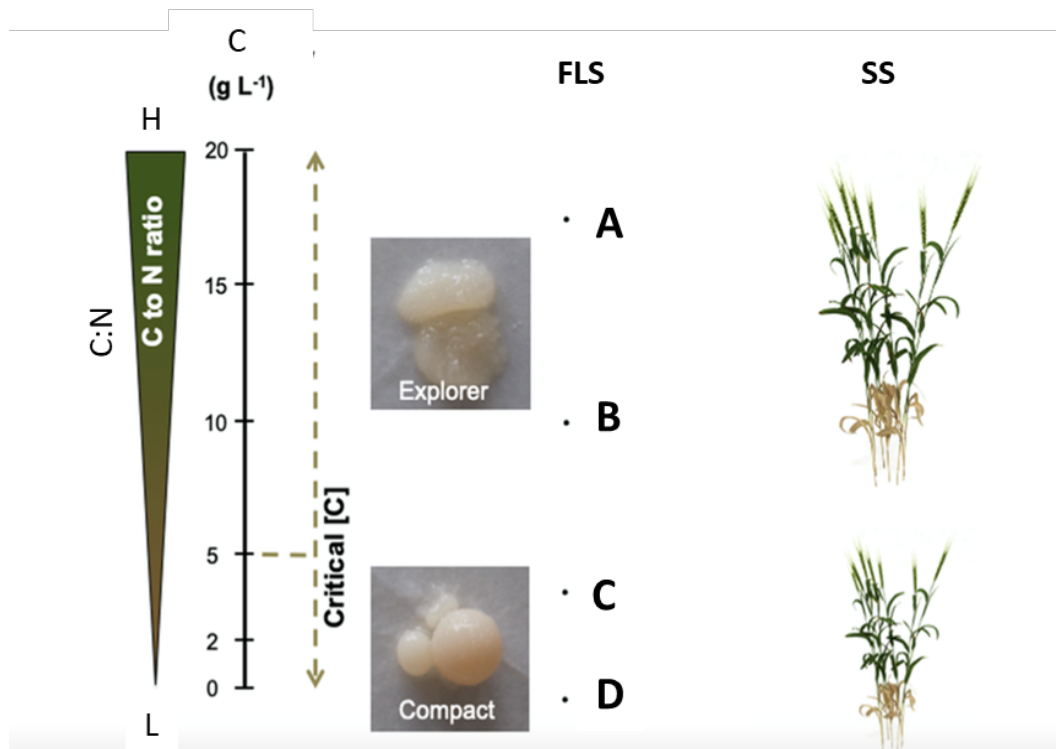 C
(g L⁻¹)
FLS
SS
H
20
15
10
5
2
0
C to N ratio
C:N
L
Critical [C]
Explorer
Compact
A
B
C
D